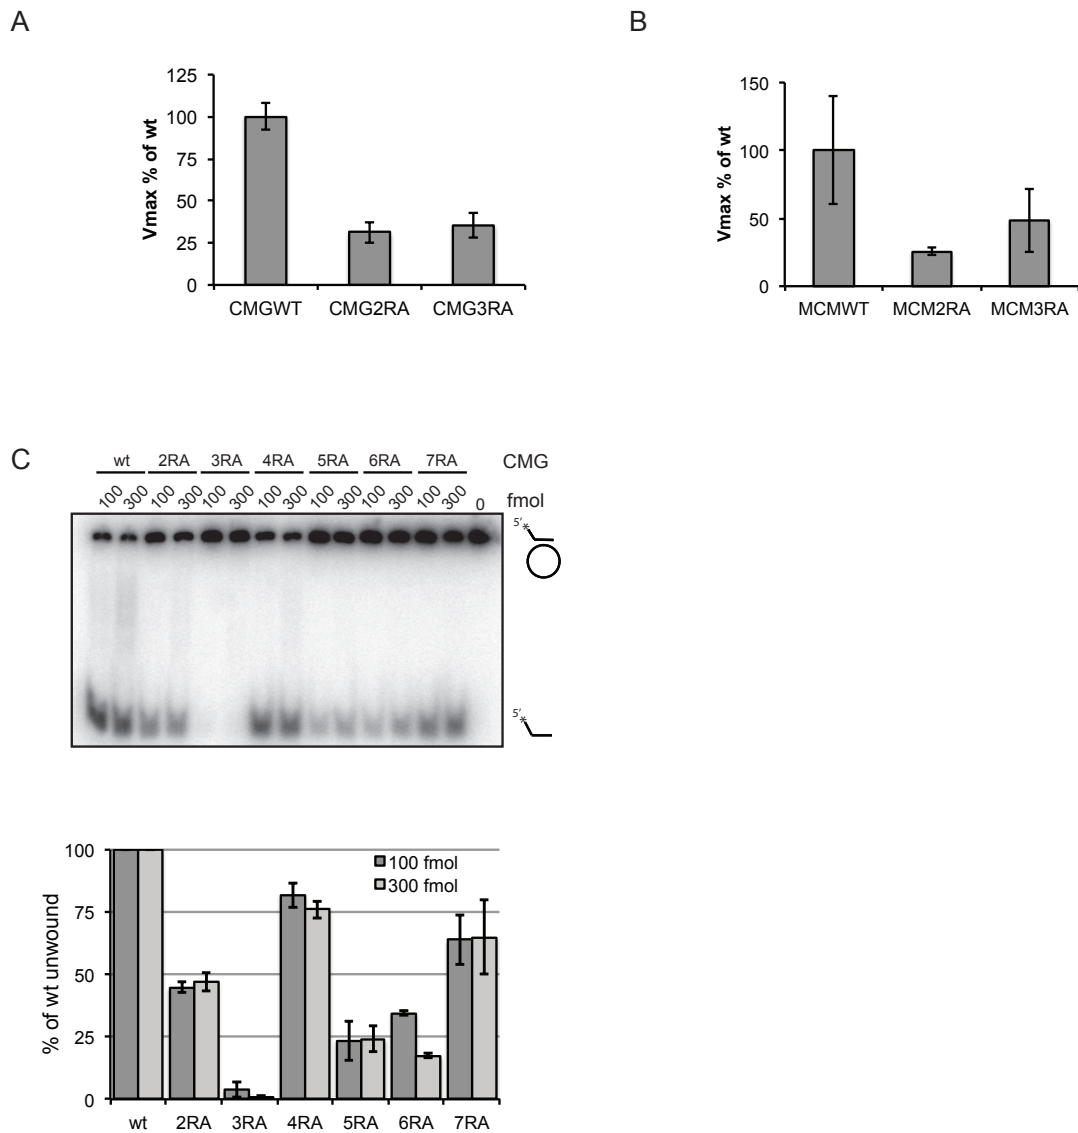 A
125
100
75
50
25
0
Vmax % of wt
CMGWT CMG2RA CMG3RA
B
150
100
50
0
Vmax % of wt
MCMWT MCM2RA MCM3RA
C
wt 2RA 3RA 4RA 5RA 6RA 7RA CMG
100 300 100 300 100 300 100 300 100 300 100 300 100 300 0 fmol
5' *
5' *
100
75
50
25
0
% of wt unwound
100 fmol
300 fmol
wt 2RA 3RA 4RA 5RA 6RA 7RA